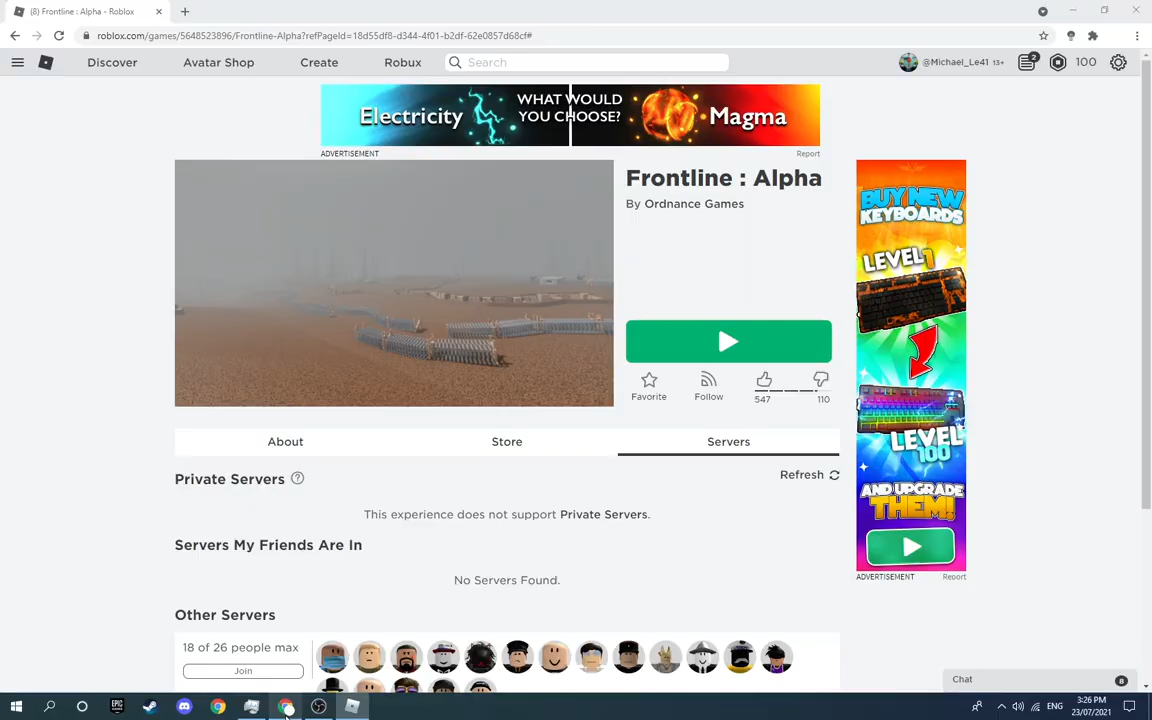 (8) Frontline : Alpha - Roblox
roblox.com/games/5648523896/Frontline-Alpha?refPageId=18d55df8-d344-4f01-b2df-62e0857d68cf#
Discover
Avatar Shop
Create
Robux
Search
@Michael_Le41 13+
2
100
Electricity
WHAT WOULD
YOU CHOOSE?
Magma
ADVERTISEMENT
Report
Frontline : Alpha
By Ordnance Games
Favorite
Follow
547
110
BUY NEW
KEYBOARDS
LEVEL 1
LEVEL
100
AND UPGRADE
THEM!
ADVERTISEMENT
Report
About
Store
Servers
Private Servers
Refresh
This experience does not support Private Servers.
Servers My Friends Are In
No Servers Found.
Other Servers
18 of 26 people max
Join
Chat
8
EPIC
GAMES
ENG
3:26 PM
23/07/2021